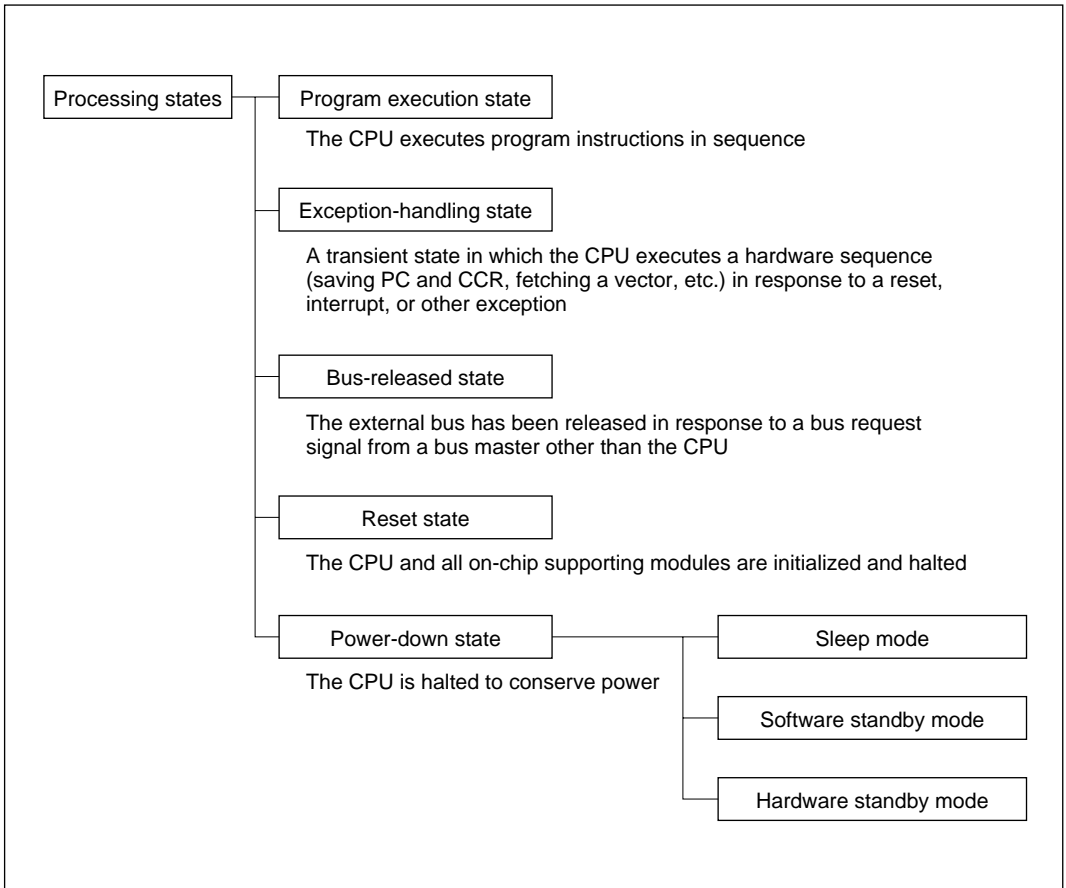 Processing states
Program execution state
The CPU executes program instructions in sequence
Exception-handling state
A transient state in which the CPU executes a hardware sequence
(saving PC and CCR, fetching a vector, etc.) in response to a reset,
interrupt, or other exception
Bus-released state
The external bus has been released in response to a bus request
signal from a bus master other than the CPU
Reset state
The CPU and all on-chip supporting modules are initialized and halted
Power-down state
The CPU is halted to conserve power
Sleep mode
Software standby mode
Hardware standby mode